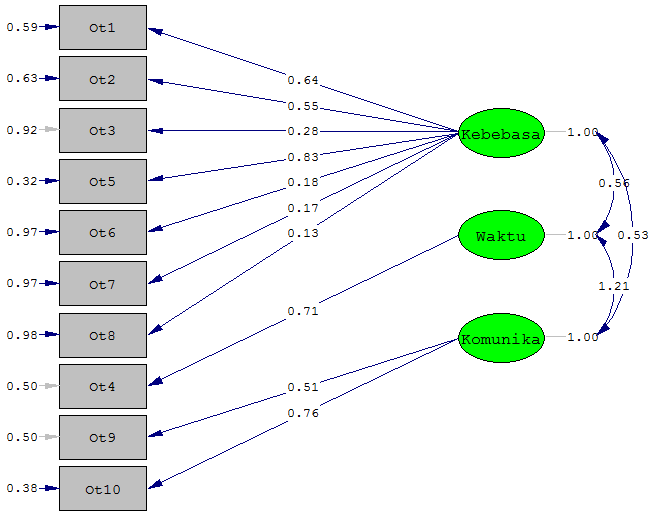 0.59 Ot1
0.63 Ot2
0.92 Ot3
0.32 Ot5
0.97 Ot6
0.97 Ot7
0.98 Ot8
0.50 Ot4
0.50 Ot9
0.38 Ot10
0.64
0.55
0.28
0.83
0.18
0.17
0.13
0.71
0.51
0.76
Kebebasa 1.00
Waktu 1.00
Komunika 1.00
0.56
0.53
1.21